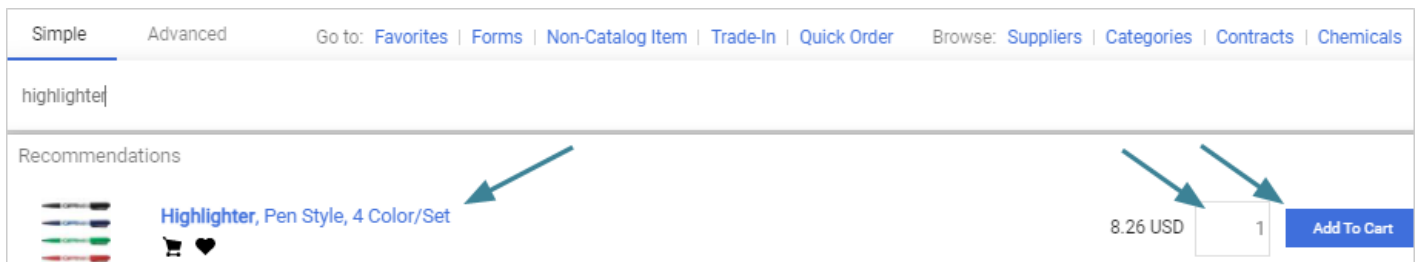 Simple Advanced Go to: Favorites | Forms | Non-Catalog Item | Trade-In | Quick Order Browse: Suppliers | Categories | Contracts | Chemicals
highlighter
Recommendations
Highlighter, Pen Style, 4 Color/Set
8.26 USD 1 Add To Cart